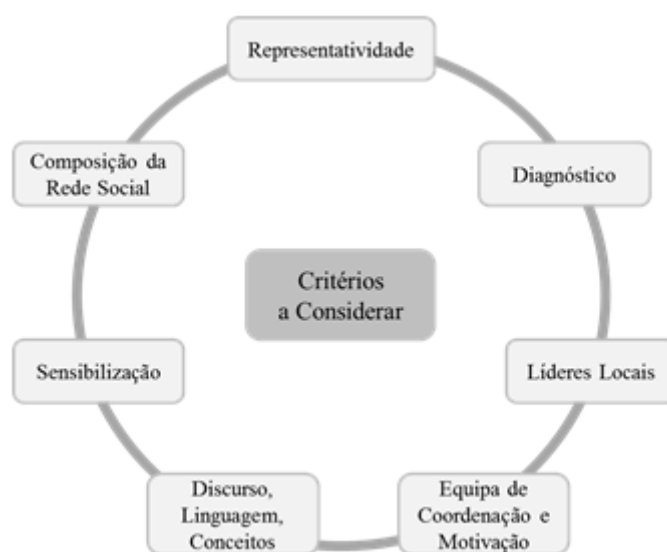 Representatividade
Composição da
Rede Social
Diagnóstico
Critérios
a Considerar
Sensibilização
Líderes Locais
Discurso,
Linguagem,
Conceitos
Equipa de
Coordenação e
Motivação